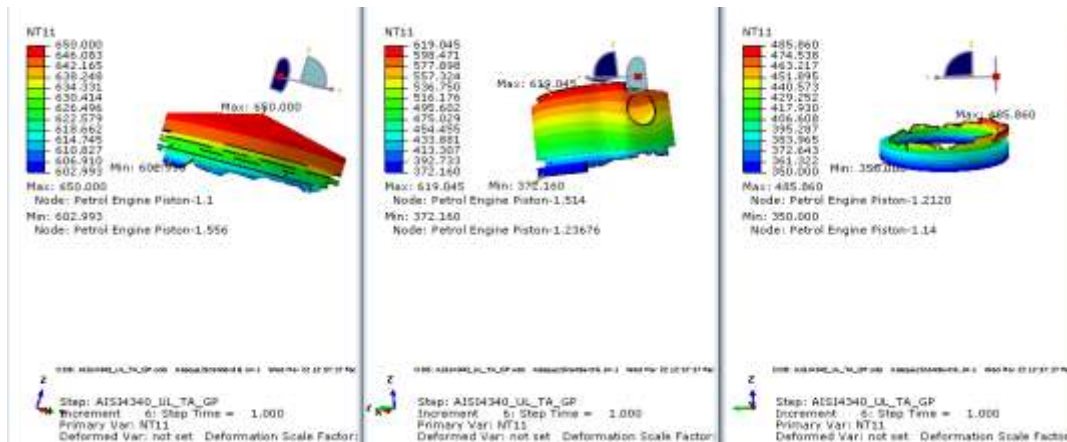 NT11
650.000
646.083
642.165
638.248
634.331
630.414
626.496
622.579
618.662
614.745
610.827
606.910
602.993
Max: 650.000
Min: 602.993
Max: 650.000
Node: Petrol Engine Piston-1.1
Min: 602.993
Node: Petrol Engine Piston-1.556
Z
Step: AISI4340_UL_TA_GP
Increment 6: Step Time = 1.000
Primary Var: NT11
Deformed Var: not set Deformation Scale Factor:
NT11
619.045
598.471
577.898
557.324
536.750
516.176
495.602
475.029
454.455
433.881
413.307
392.733
372.160
Max: 619.045
Min: 372.160
Max: 619.045
Node: Petrol Engine Piston-1.514
Min: 372.160
Node: Petrol Engine Piston-1.23676
Z
Step: AISI4340_UL_TA_GP
Increment 6: Step Time = 1.000
Primary Var: NT11
Deformed Var: not set Deformation Scale Factor:
NT11
485.860
474.538
463.217
451.895
440.573
429.252
417.930
406.608
395.287
383.965
372.643
361.322
350.000
Max: 485.860
Min: 350.000
Max: 485.860
Node: Petrol Engine Piston-1.2120
Min: 350.000
Node: Petrol Engine Piston-1.14
Z
Step: AISI4340_UL_TA_GP
Increment 6: Step Time = 1.000
Primary Var: NT11
Deformed Var: not set Deformation Scale Factor: